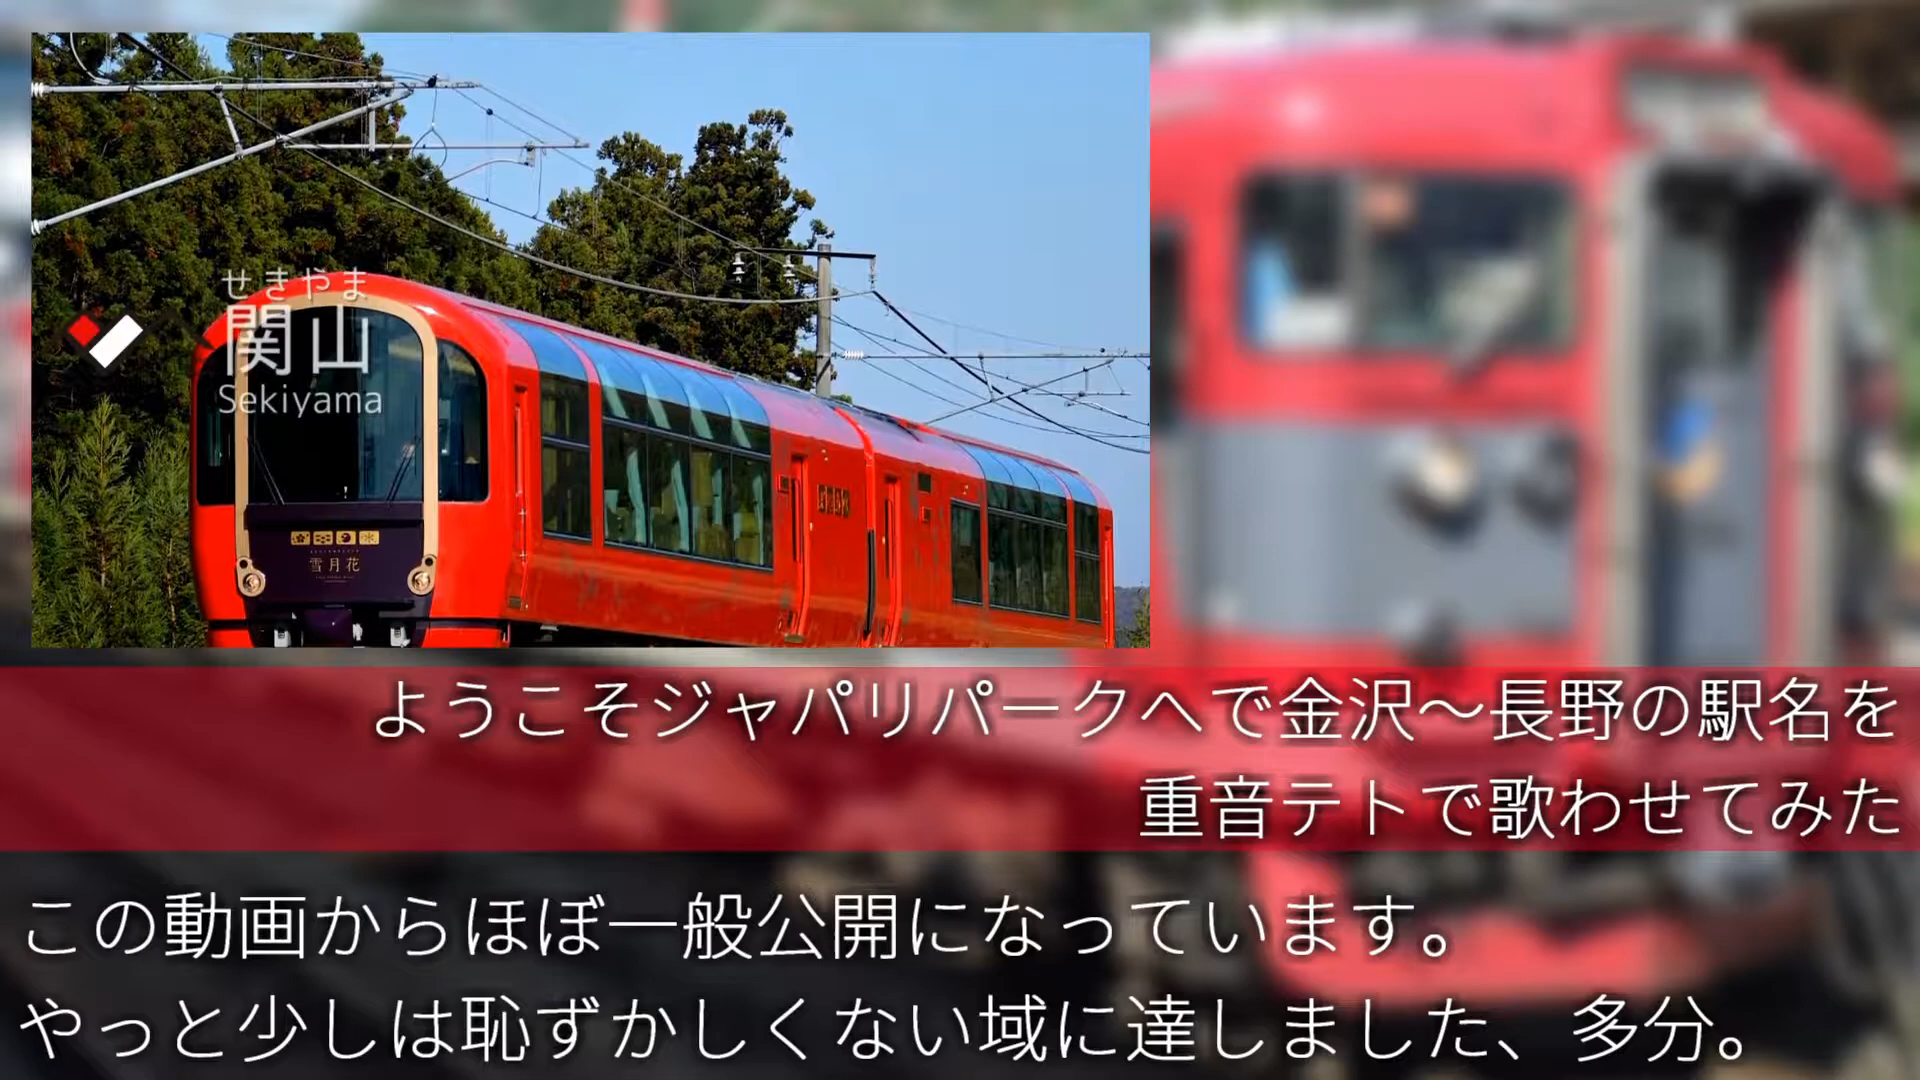 せきやま
関山
Sekiyama
雪月花
ようこそジャパリパークへで金沢～長野の駅名を
重音テトで歌わせてみた
この動画からほぼ一般公開になっています。
やっと少しは恥ずかしくない域に達しました、多分。